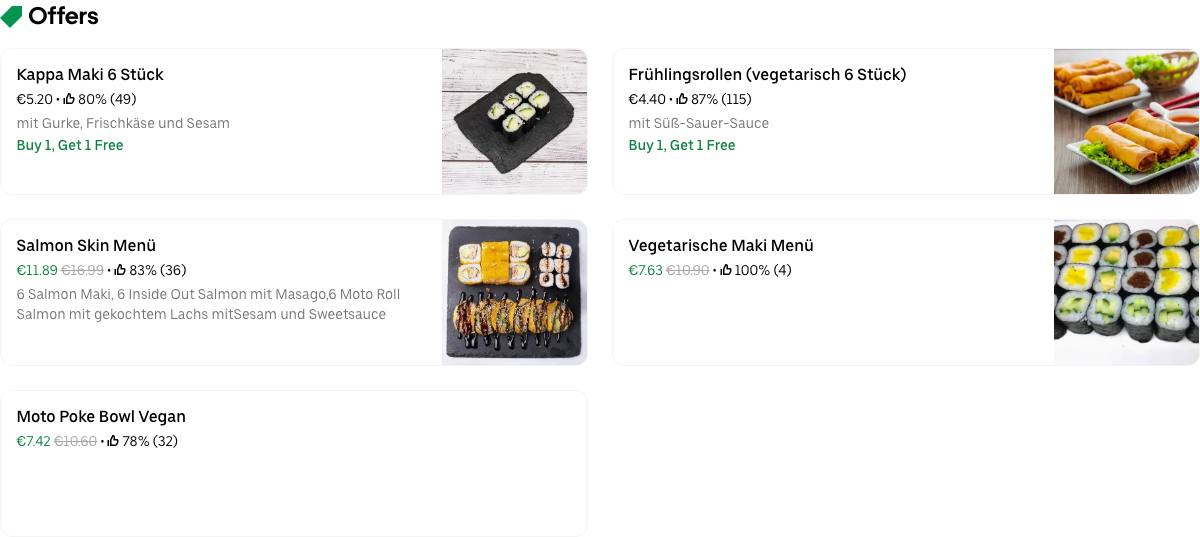 Offers
Kappa Maki 6 Stück
€5.20 • 80% (49)
mit Gurke, Frischkäse und Sesam
Buy 1, Get 1 Free
Frühlingsrollen (vegetarisch 6 Stück)
€4.40 • 87% (115)
mit Süß-Sauer-Sauce
Buy 1, Get 1 Free
Salmon Skin Menü
€11.89 €16.99 • 83% (36)
6 Salmon Maki, 6 Inside Out Salmon mit Masago,6 Moto Roll
Salmon mit gekochtem Lachs mitSesam und Sweetsauce
Vegetarische Maki Menü
€7.63 €10.90 • 100% (4)
Moto Poke Bowl Vegan
€7.42 €10.60 • 78% (32)